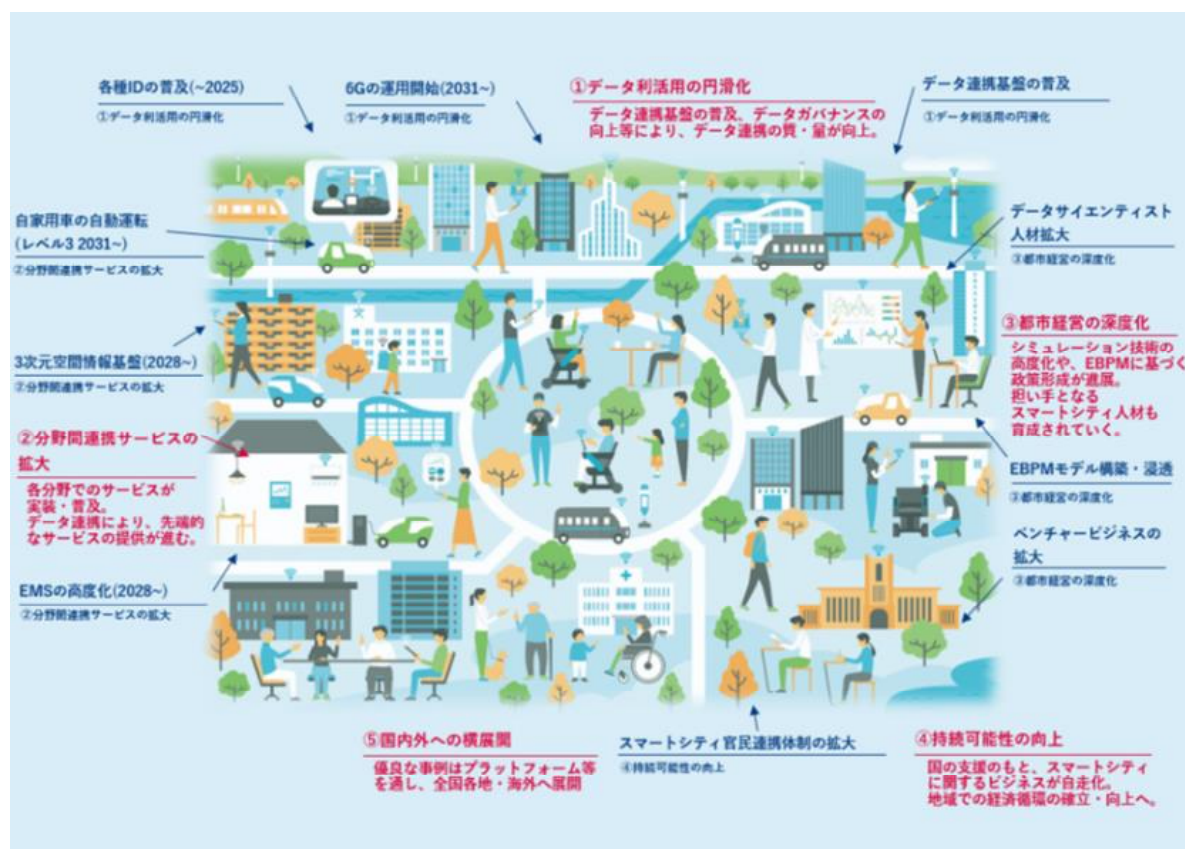 各種IDの普及(~2025)
①データ利活用の円滑化
6Gの運用開始(2031~)
①データ利活用の円滑化
①データ利活用の円滑化
データ連携基盤の普及、データガバナンスの
向上等により、データ連携の質・量が向上。
データ連携基盤の普及
①データ利活用の円滑化
自家用車の自動運転
(レベル3 2031~)
②分野間連携サービスの拡大
データサイエンティスト
人材拡大
③都市経営の深度化
3次元空間情報基盤(2028~)
②分野間連携サービスの拡大
③都市経営の深度化
シミュレーション技術の
高度化や、EBPMに基づく
政策形成が進展。
担い手となる
スマートシティ人材も
育成されていく。
②分野間連携サービスの
拡大
各分野でのサービスが
実装・普及。
データ連携により、先端的
なサービスの提供が進む。
EBPMモデル構築・浸透
③都市経営の深度化
ベンチャービジネスの
拡大
③都市経営の深度化
EMSの高度化(2028~)
②分野間連携サービスの拡大
⑤国内外への横展開
優良な事例はプラットフォーム等
を通し、全国各地・海外へ展開
スマートシティ官民連携体制の拡大
④持続可能性の向上
④持続可能性の向上
国の支援のもと、スマートシティ
に関するビジネスが自走化。
地域での経済循環の確立・向上へ。